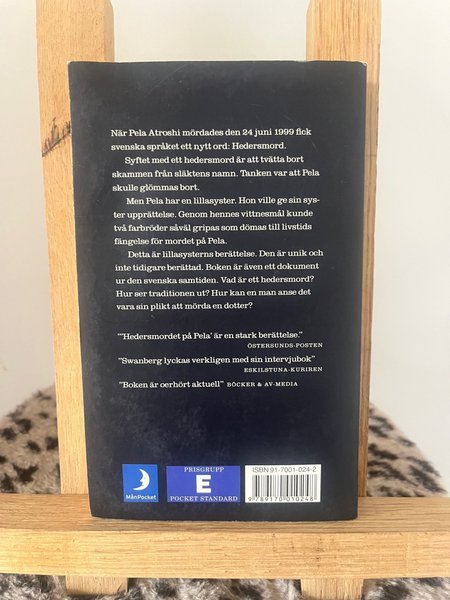 När Pela Atroshi mördades den 24 juni 1999 fick
svenska språket ett nytt ord: Hedersmord.
Syftet med ett hedersmord är att tvätta bort
skammen från släktens namn. Tanken var att Pela
skulle glömmas bort.
Men Pela har en lillasyster. Hon ville ge sin sys-
ter upprättelse. Genom hennes vittnesmål kunde
två farbröder såväl gripas som dömas till livstids
fängelse för mordet på Pela.
Detta är lillasysterns berättelse. Den är unik och
inte tidigare berättad. Boken är även ett dokument
ur den svenska samtiden. Vad är ett hedersmord?
Hur ser traditionen ut? Hur kan en man anse det
vara sin plikt att mörda en dotter?
"'Hedersmordet på Pela' är en stark berättelse."
ÖSTERSUNDS-POSTEN
"Swanberg lyckas verkligen med sin intervjubok"
ESKILSTUNA-KURIREN
"Boken är oerhört aktuell" BÖCKER & AV-MEDIA
MånPocket
PRISGRUPP
E
POCKET STANDARD
ISBN 91-7001-024-2
9 789170 010248